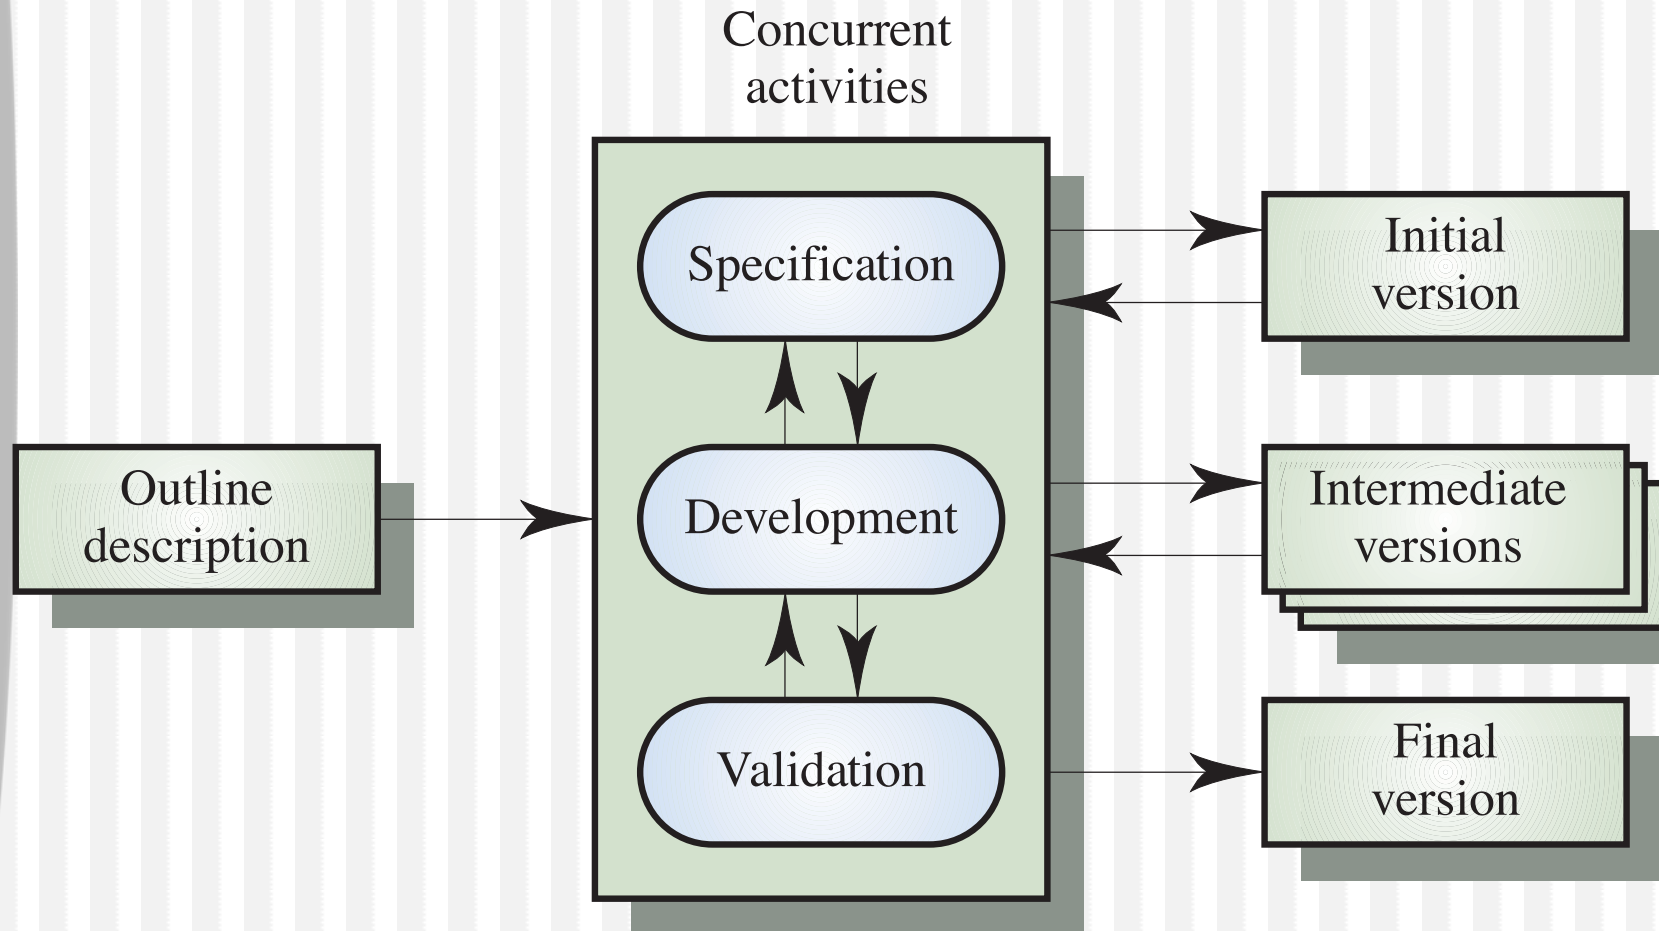 Concurrent
activities
Outline
description
Specification
Development
Validation
Initial
version
Intermediate
versions
Final
version